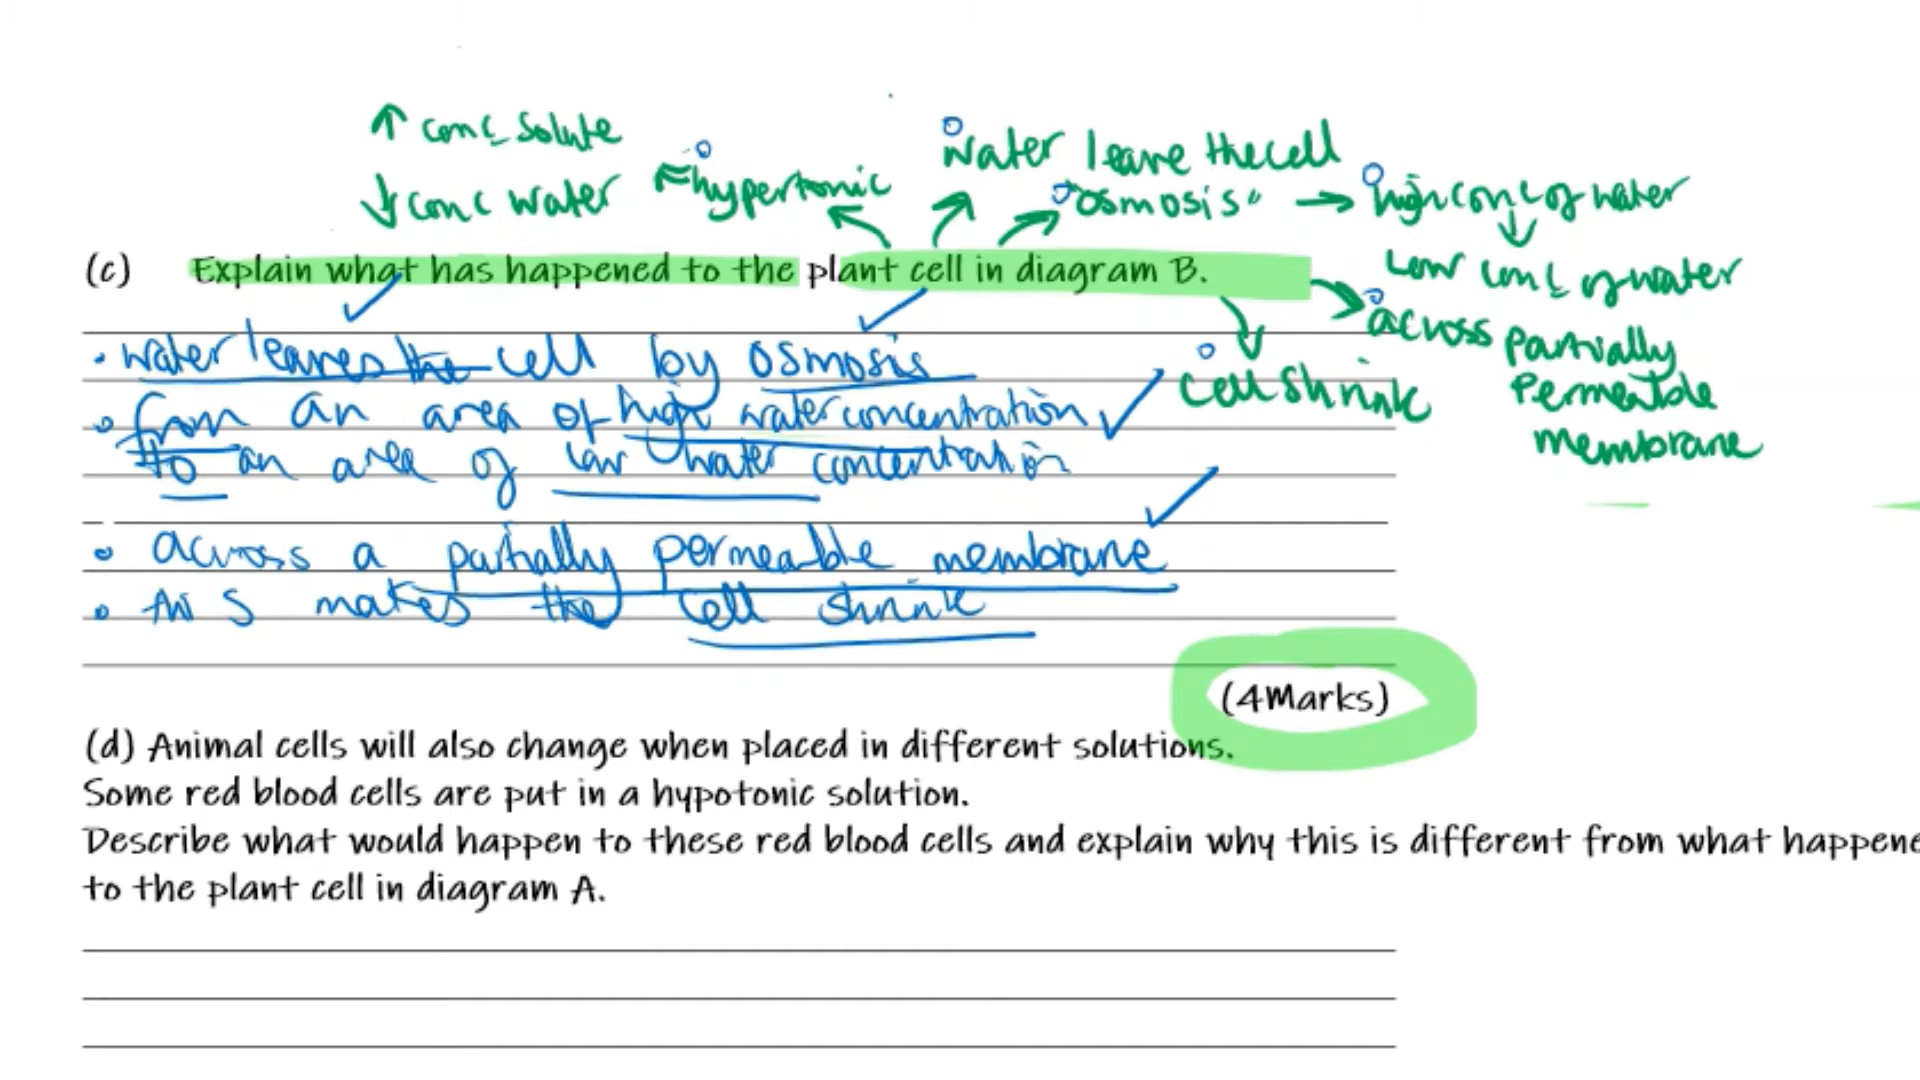 ↑ conc solute
↓ conc water
hypertonic
water leave the cell
"osmosis"
high conc of water
Low conc of water
across partially
permeable
membrane
cell shrink
(c) Explain what has happened to the plant cell in diagram B.
• water leaves the cell by osmosis
• from an area of high water concentration
to an area of low water concentration
• across a partially permeable membrane
• this makes the cell shrink
(4Marks)
(d) Animal cells will also change when placed in different solutions.
Some red blood cells are put in a hypotonic solution.
Describe what would happen to these red blood cells and explain why this is different from what happene
to the plant cell in diagram A.